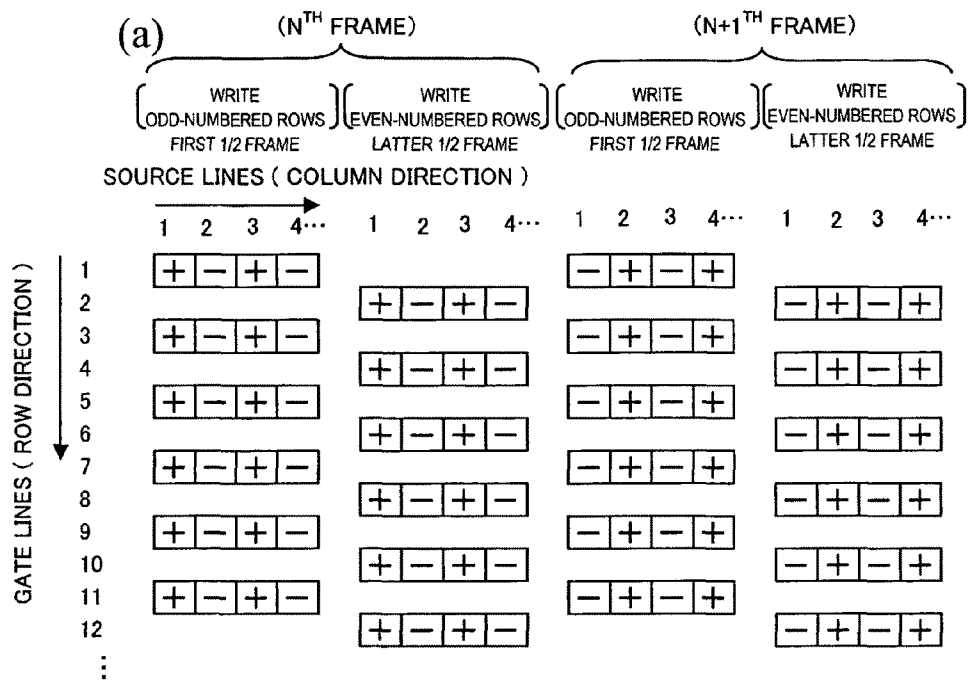 (a)
(N^TH FRAME) (N+1^TH FRAME)
WRITE WRITE WRITE WRITE
ODD-NUMBERED ROWS EVEN-NUMBERED ROWS ODD-NUMBERED ROWS EVEN-NUMBERED ROWS
FIRST 1/2 FRAME LATTER 1/2 FRAME FIRST 1/2 FRAME LATTER 1/2 FRAME
SOURCE LINES ( COLUMN DIRECTION )
1 2 3 4… 1 2 3 4… 1 2 3 4… 1 2 3 4…
GATE LINES ( ROW DIRECTION )
1 + − + − − + − +
2 + − + − − + − +
3 + − + − − + − +
4 + − + − − + − +
5 + − + − − + − +
6 + − + − − + − +
7 + − + − − + − +
8 + − + − − + − +
9 + − + − − + − +
10 + − + − − + − +
11 + − + − − + − +
12 + − + − − + − +
⋮